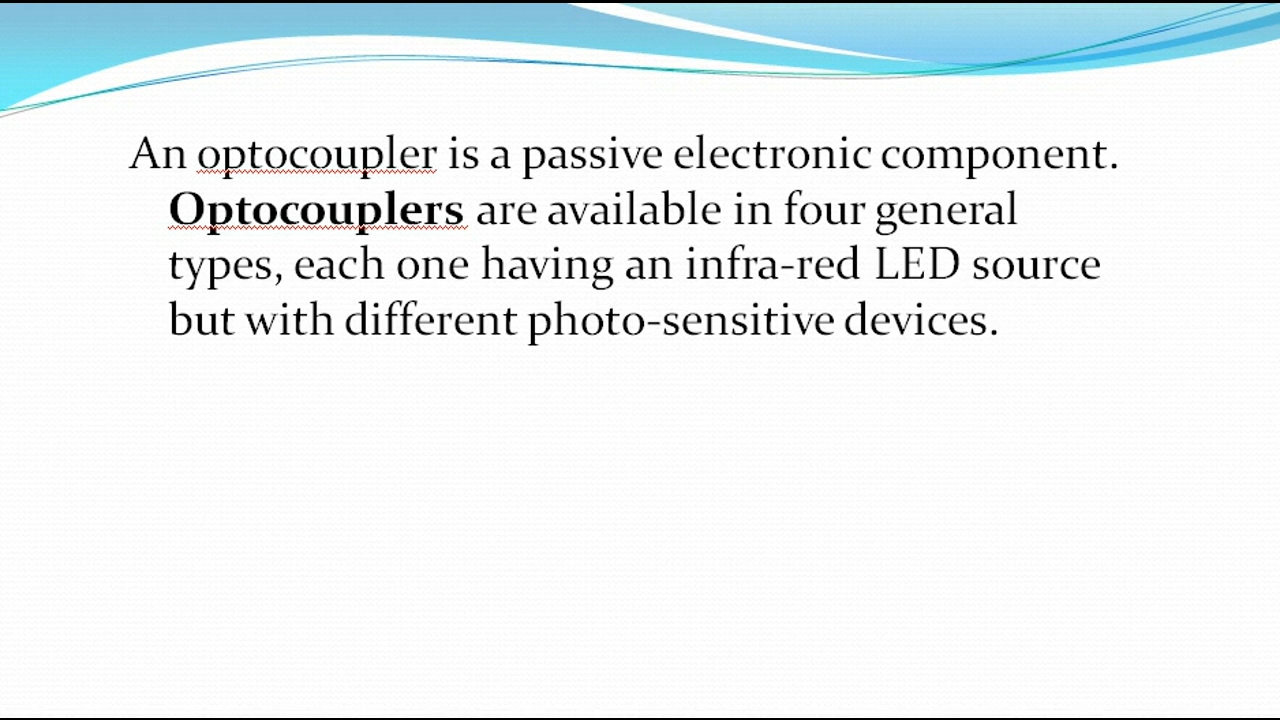 An optocoupler is a passive electronic component.
Optocouplers are available in four general
types, each one having an infra-red LED source
but with different photo-sensitive devices.